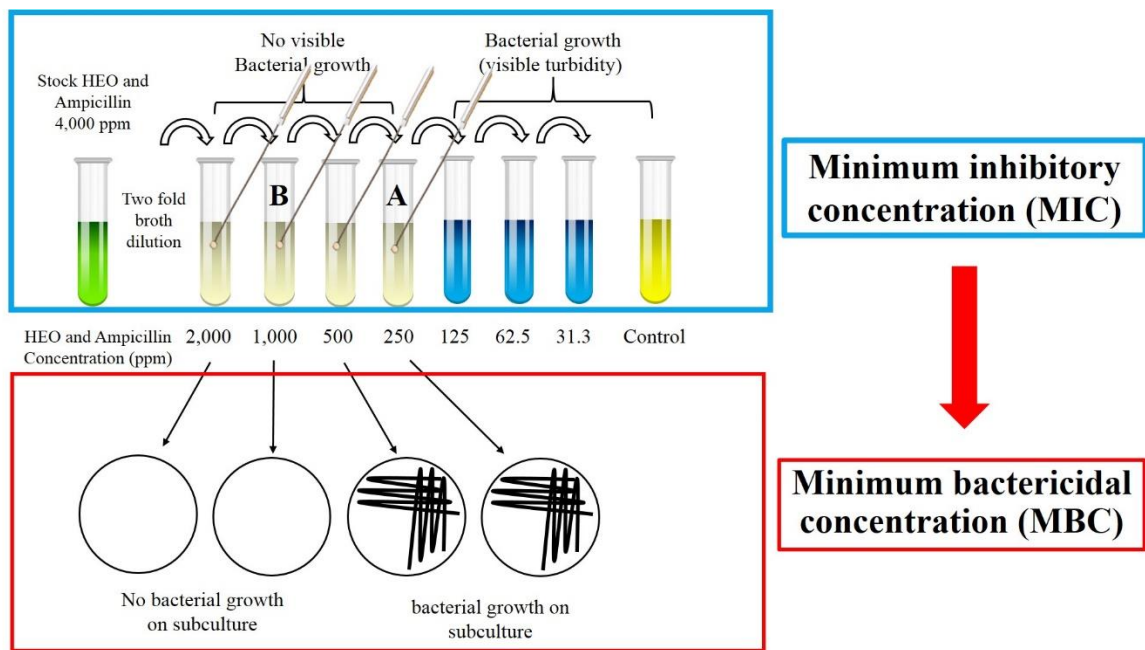 No visible
Bacterial growth
Bacterial growth
(visible turbidity)
Stock HEO and
Ampicillin
4,000 ppm
Two fold
broth
dilution
B
A
HEO and Ampicillin
Concentration (ppm)
2,000 1,000 500 250 125 62.5 31.3 Control
Minimum inhibitory
concentration (MIC)
Minimum bactericidal
concentration (MBC)
No bacterial growth
on subculture
bacterial growth on
subculture